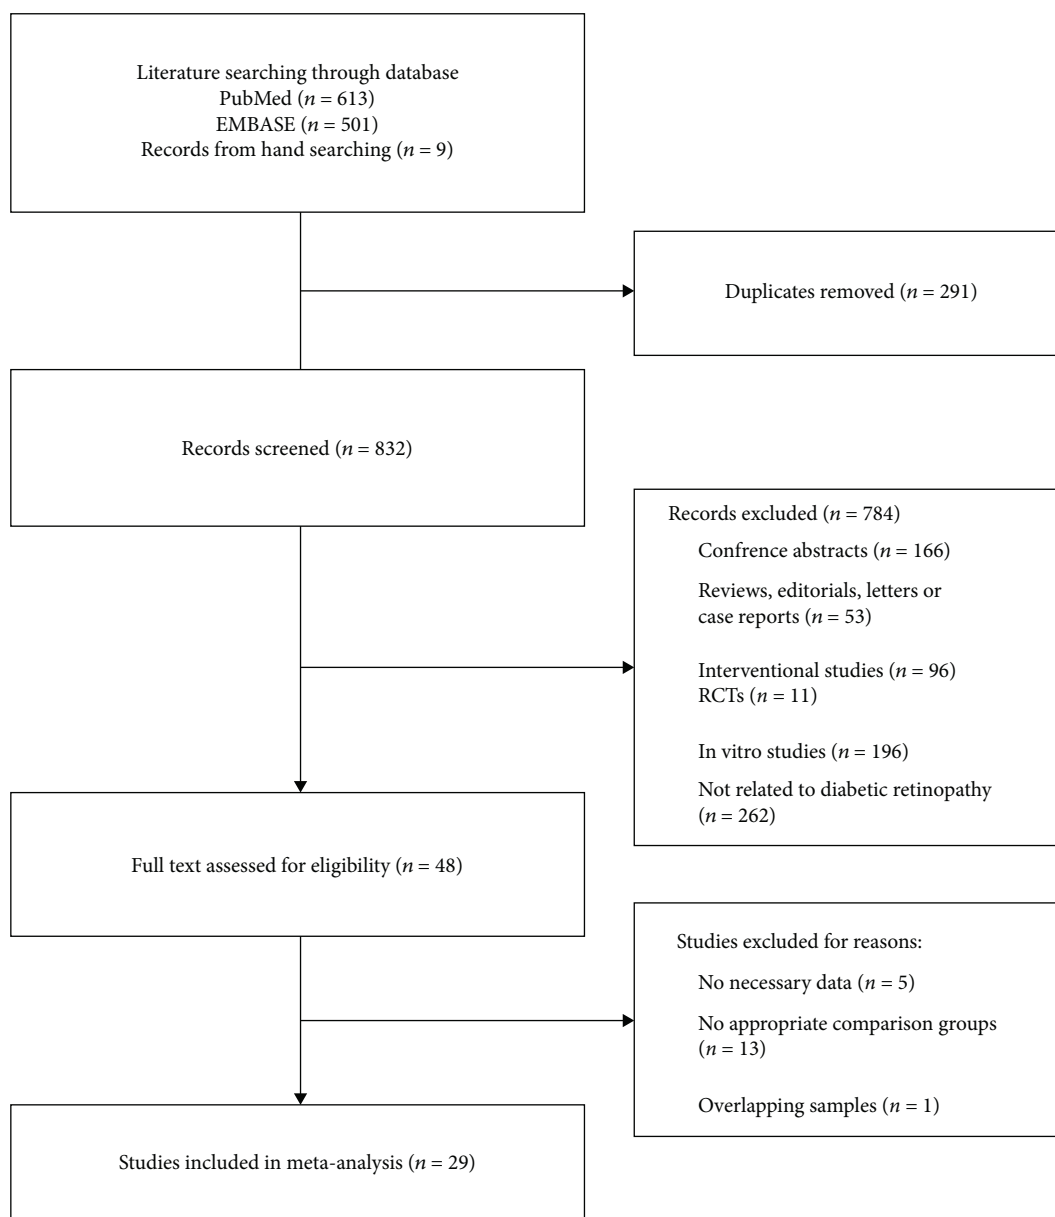 Literature searching through database
PubMed (n = 613)
EMBASE (n = 501)
Records from hand searching (n = 9)
Duplicates removed (n = 291)
Records screened (n = 832)
Records excluded (n = 784)
Confrence abstracts (n = 166)
Reviews, editorials, letters or
case reports (n = 53)
Interventional studies (n = 96)
RCTs (n = 11)
In vitro studies (n = 196)
Not related to diabetic retinopathy
(n = 262)
Full text assessed for eligibility (n = 48)
Studies excluded for reasons:
No necessary data (n = 5)
No appropriate comparison groups
(n = 13)
Overlapping samples (n = 1)
Studies included in meta-analysis (n = 29)